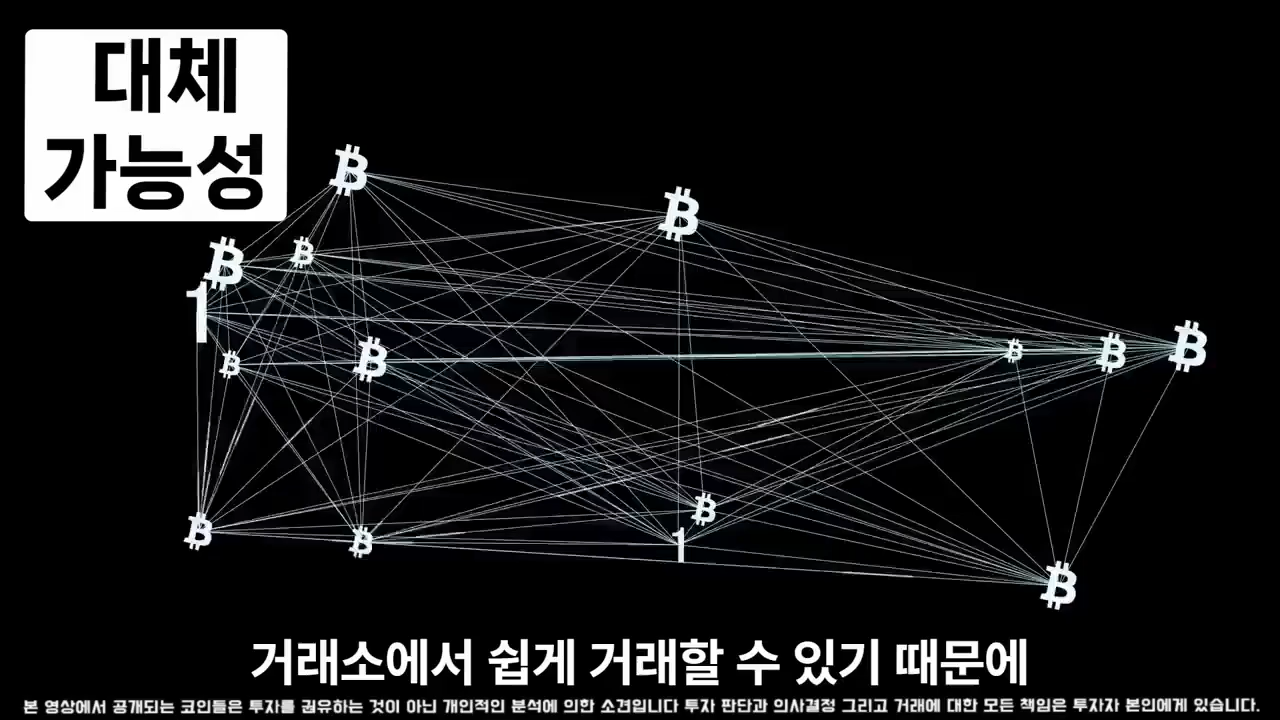 대체
가능성
거래소에서 쉽게 거래할 수 있기 때문에
본 영상에서 공개되는 코인들은 투자를 권유하는 것이 아닌 개인적인 분석에 의한 소견입니다 투자 판단과 의사결정 그리고 거래에 대한 모든 책임은 투자자 본인에게 있습니다.